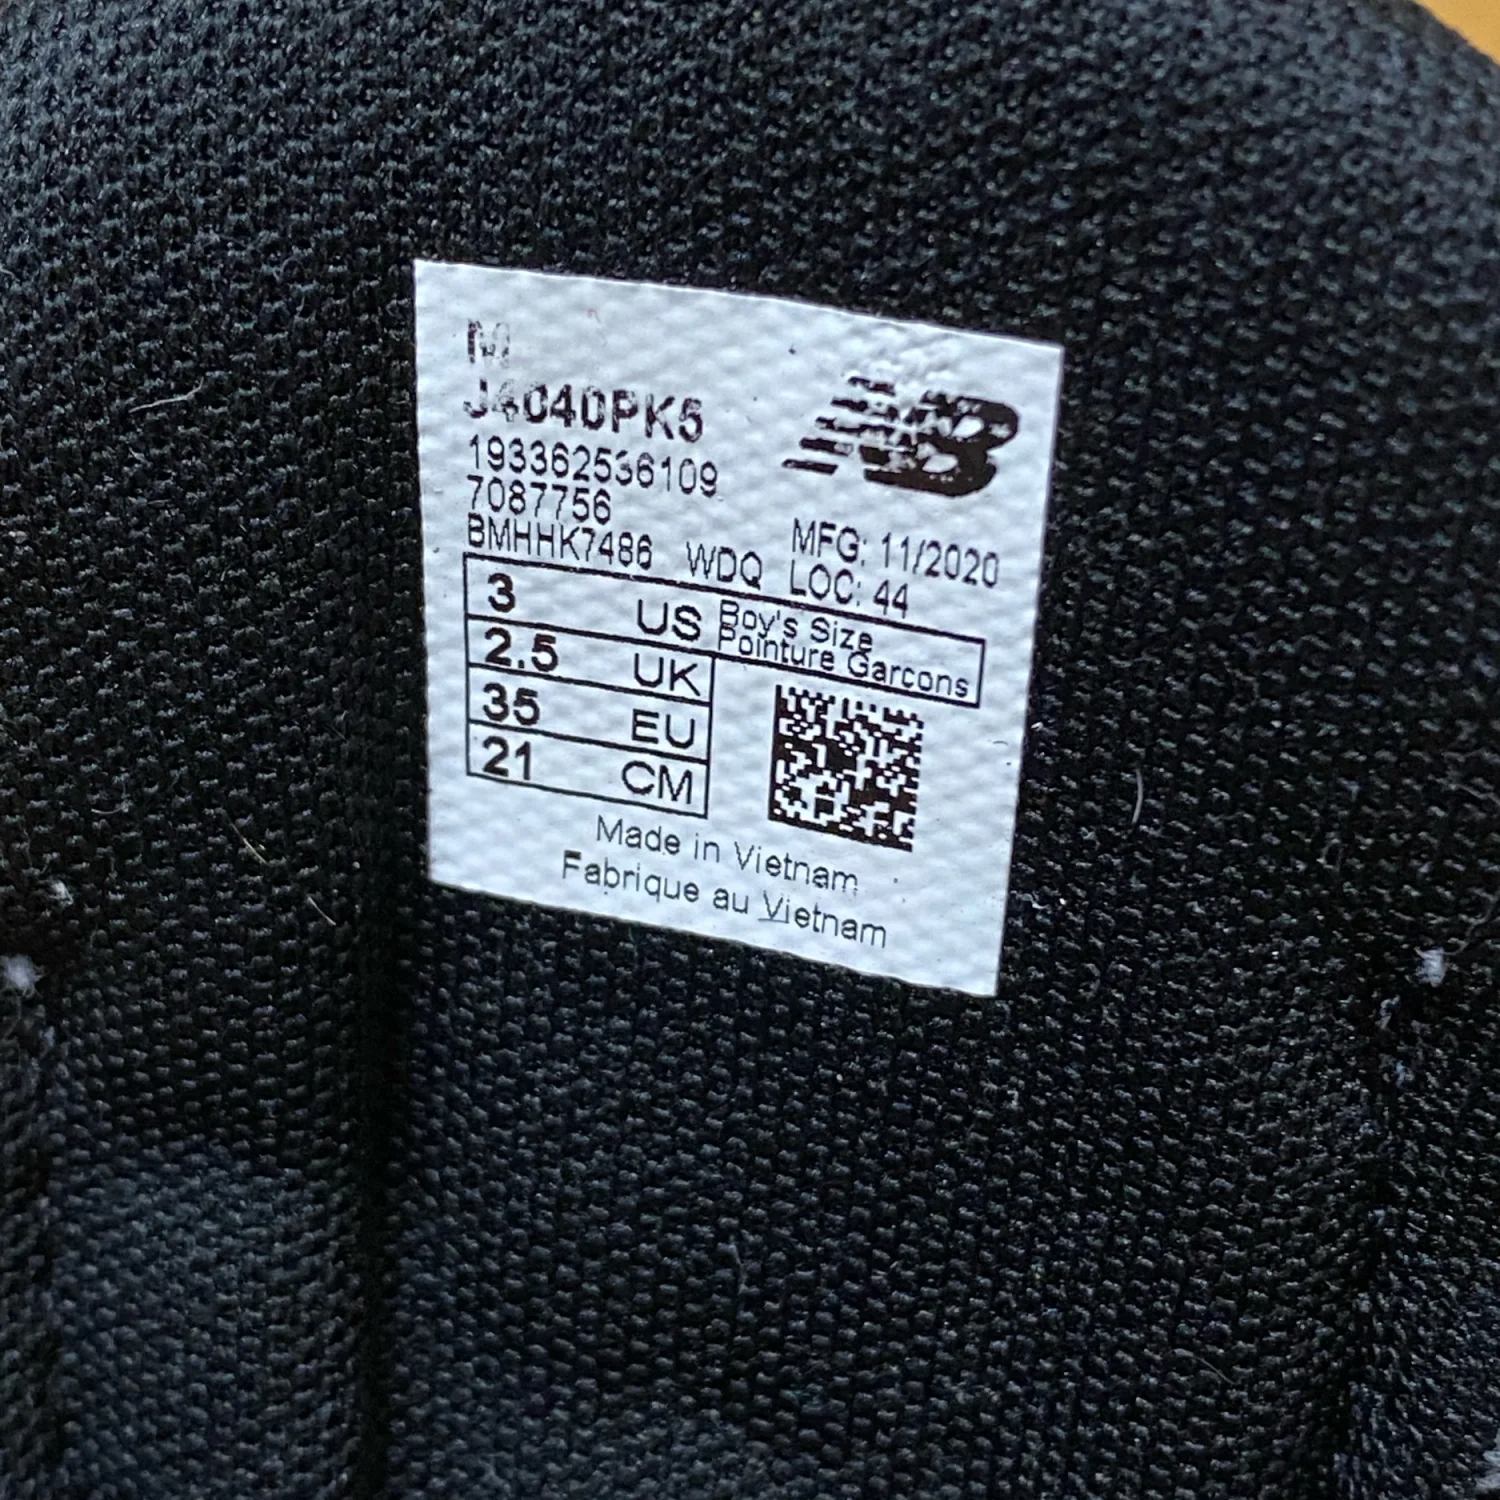 M
J4040PK5
193362536109
7087756
BMHHK7486 WDQ
MFG: 11/2020
LOC: 44
3 US Boy's Size
Pointure Garcons
2.5 UK
35 EU
21 CM
Made in Vietnam
Fabrique au Vietnam
NB